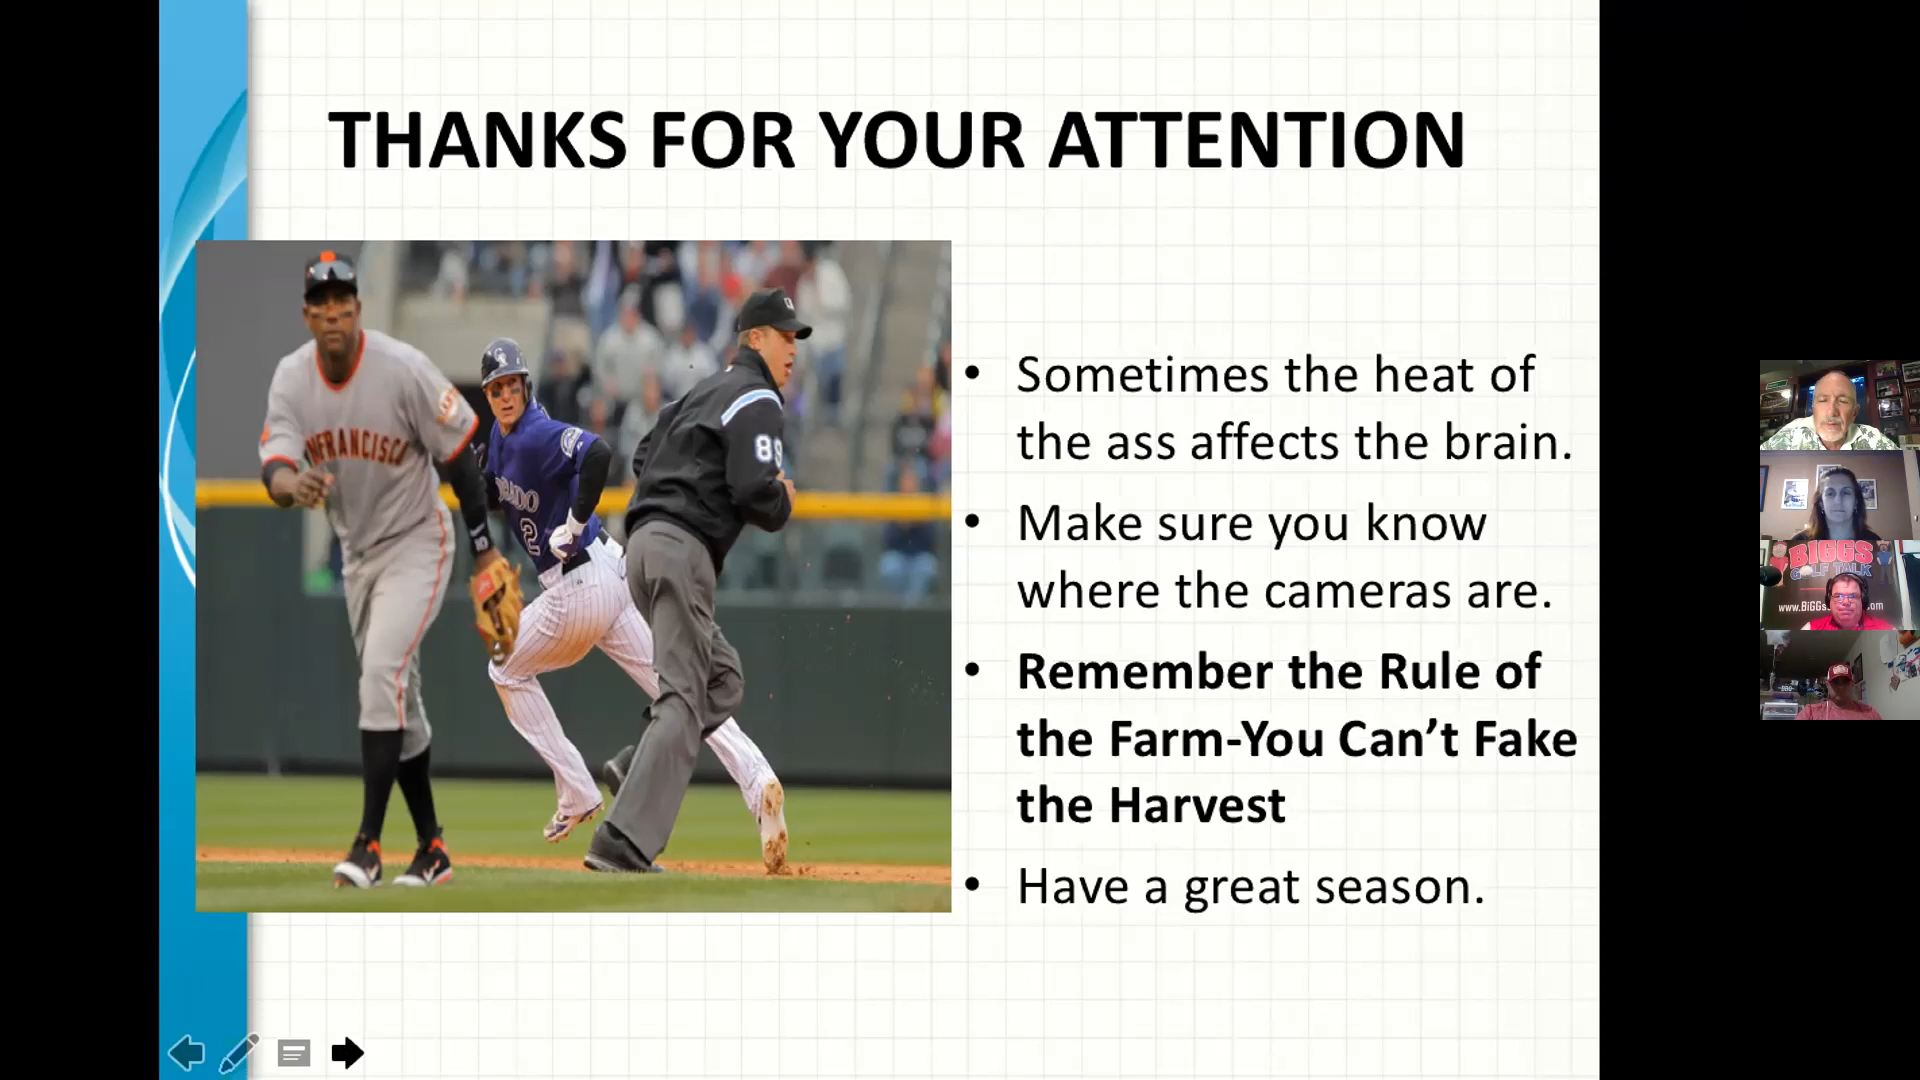 THANKS FOR YOUR ATTENTION
NFRANCISCO
2
89
• Sometimes the heat of
the ass affects the brain.
• Make sure you know
where the cameras are.
• Remember the Rule of
the Farm-You Can’t Fake
the Harvest
• Have a great season.
BIGGS
GOLF TALK